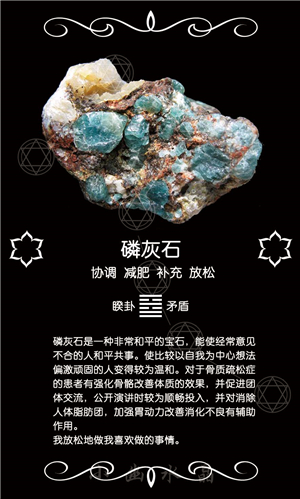 磷灰石
协调 减肥 补充 放松
睽卦 矛盾
磷灰石是一种非常和平的宝石，能使经常意
不合的人和平共事。使比较以自我为中心想法
偏激顽固的人变得较为温和。对于骨质疏松症
的患者有强化骨骼改善体质的效果，并促进团
体交流，公开演讲时较为顺畅投入，并对消除
人体脂肪团，加强胃动力改善消化不良有辅助
作用。
我放松地做我喜欢做的事情。